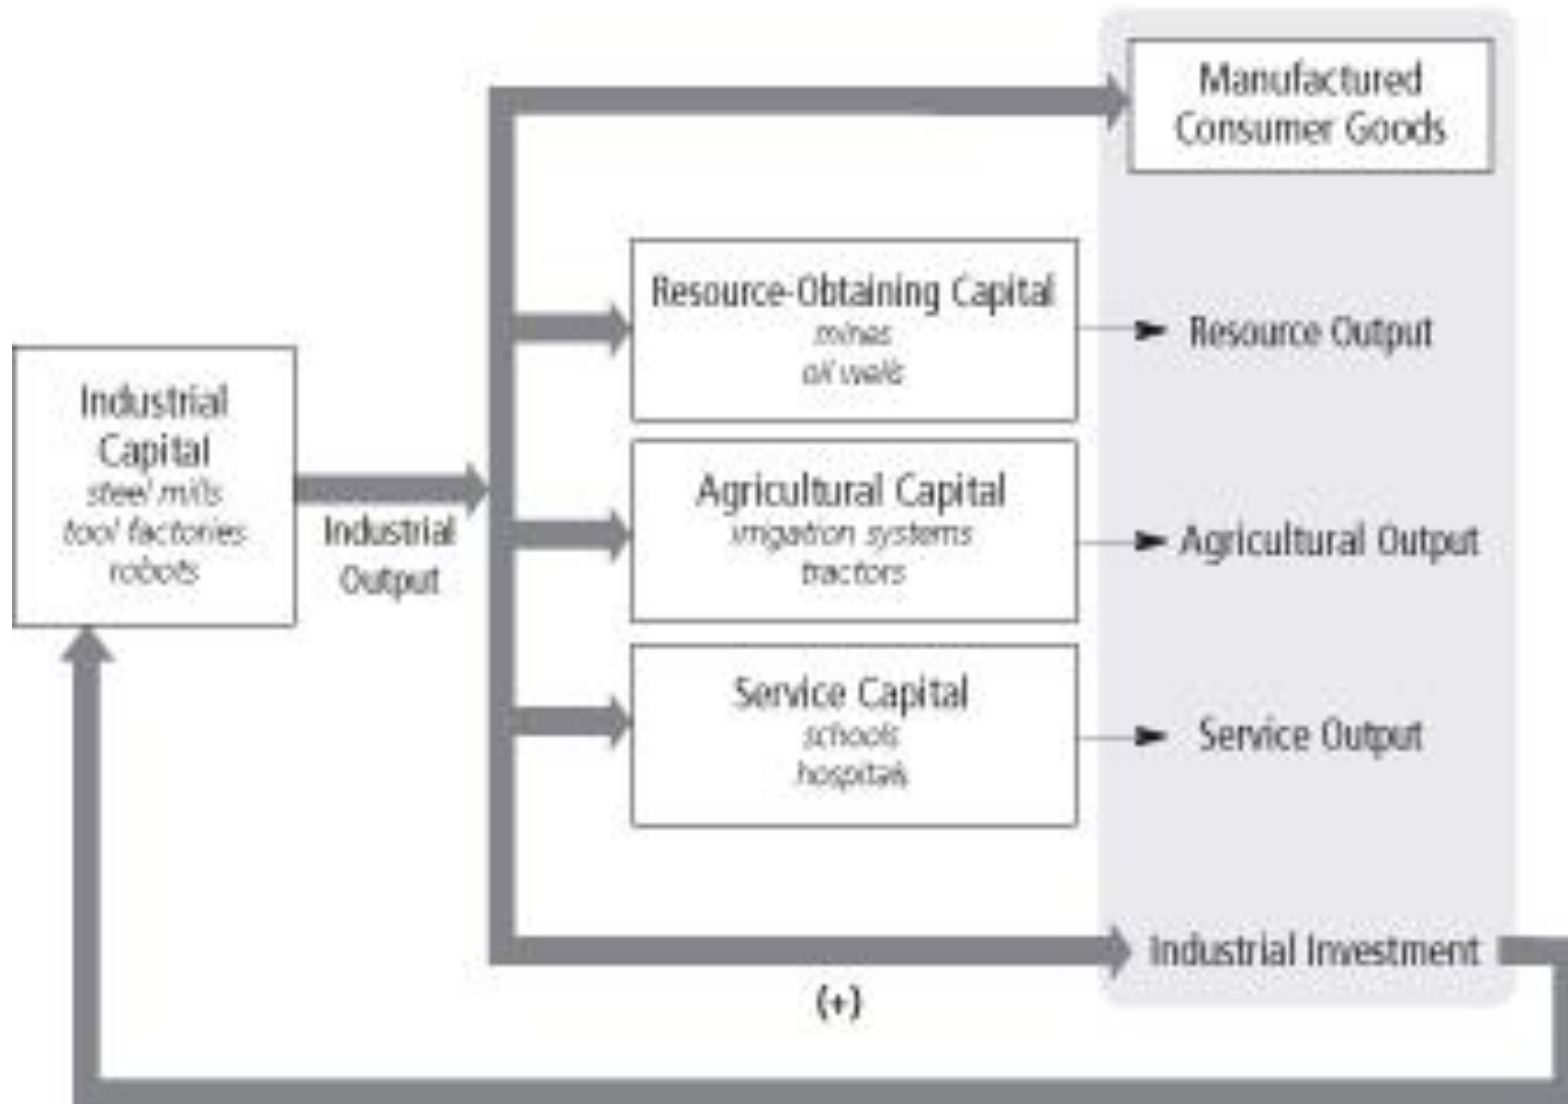 Manufactured
Consumer Goods
Resource-Obtaining Capital
mines
oil wells
Resource Output
Industrial
Capital
steel mills
tool factories
robots
Industrial
Output
Agricultural Capital
irrigation systems
tractors
Agricultural Output
Service Capital
schools
hospitals
Service Output
Industrial Investment
(+)